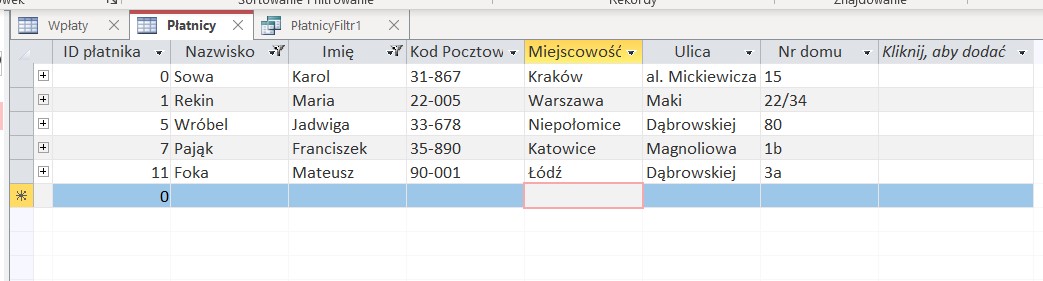 Sortowanie i filtrowanie Rekordy Znajdowanie
Wpłaty Płatnicy PłatnicyFiltr1
ID płatnika Nazwisko Imię Kod Pocztow Miejscowość Ulica Nr domu Kliknij, aby dodać
0 Sowa Karol 31-867 Kraków al. Mickiewicza 15
1 Rekin Maria 22-005 Warszawa Maki 22/34
5 Wróbel Jadwiga 33-678 Niepołomice Dąbrowskiej 80
7 Pająk Franciszek 35-890 Katowice Magnoliowa 1b
11 Foka Mateusz 90-001 Łódź Dąbrowskiej 3a
0